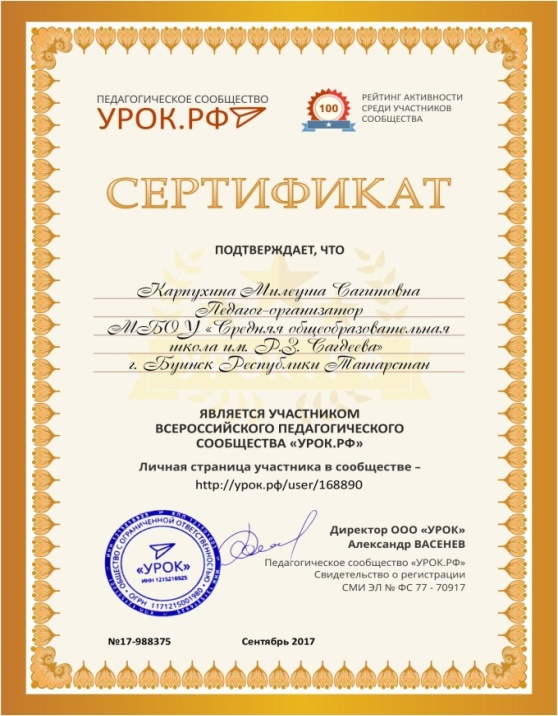 ПЕДАГОГИЧЕСКОЕ СООБЩЕСТВО
УРОК.РФ
100
РЕЙТИНГ АКТИВНОСТИ
СРЕДИ УЧАСТНИКОВ
СООБЩЕСТВА
СЕРТИФИКАТ
ПОДТВЕРЖДАЕТ, ЧТО
Карпухина Милеуша Сагитовна
Педагог-организатор
МБОУ «Средняя общеобразовательная
школа им. Р.З. Сагдеева»
г. Буинск Республики Татарстан
ЯВЛЯЕТСЯ УЧАСТНИКОМ
ВСЕРОССИЙСКОГО ПЕДАГОГИЧЕСКОГО
СООБЩЕСТВА «УРОК.РФ»
Личная страница участника в сообществе –
http://урок.рф/user/168890
ОБЩЕСТВО С ОГРАНИЧЕННОЙ ОТВЕТСТВЕННОСТЬЮ
«УРОК»
ИНН 1215216525
ОГРН 1171215001980
Директор ООО «УРОК»
Александр ВАСЕНЕВ
Педагогическое сообщество «УРОК.РФ»
Свидетельство о регистрации
СМИ ЭЛ № ФС 77 - 70917
№17-988375
Сентябрь 2017